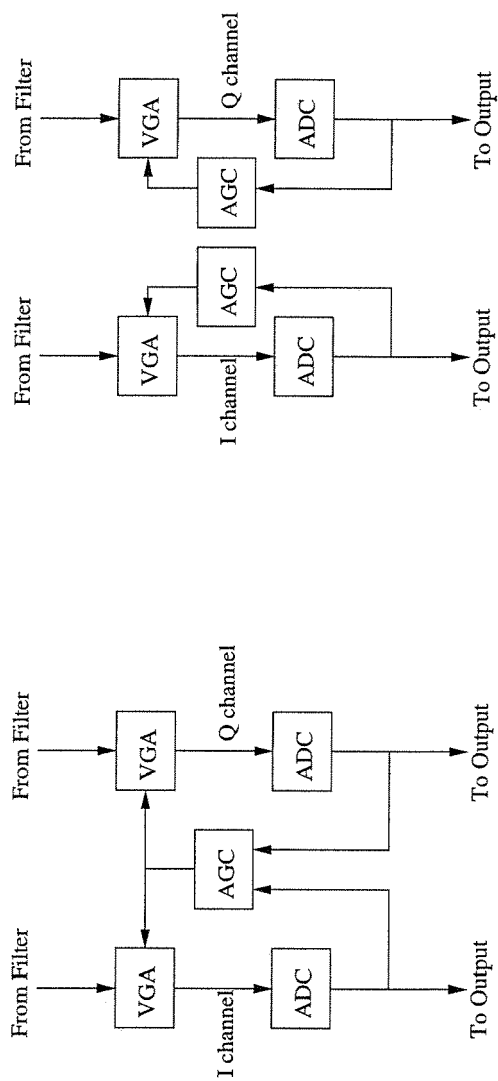 From Filter
From Filter
VGA
VGA
I channel
AGC
Q channel
ADC
ADC
To Output
To Output
From Filter
From Filter
VGA
VGA
I channel
AGC
AGC
Q channel
ADC
ADC
To Output
To Output